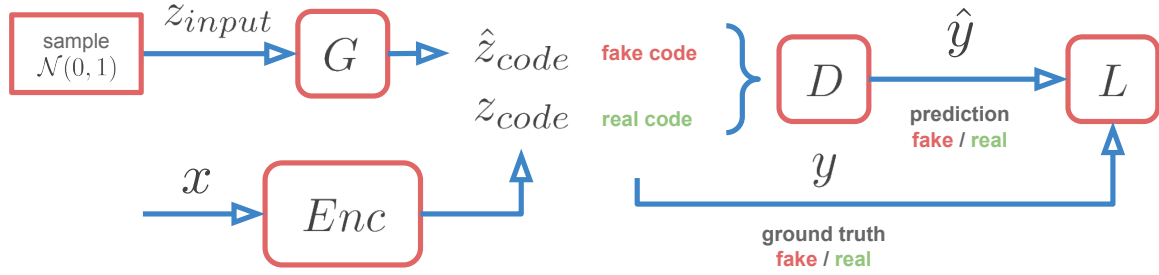 sample
𝒩(0, 1)
z_input
G
ẑ_code
fake code
z_code
real code
D
ŷ
prediction
fake / real
L
x
Enc
y
ground truth
fake / real